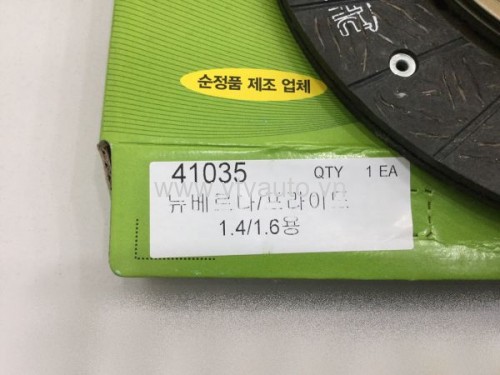 순정품 제조 업체
41035 QTY 1 EA
www.vivauto.vn
뉴베르나/프라이드
1.4/1.6용